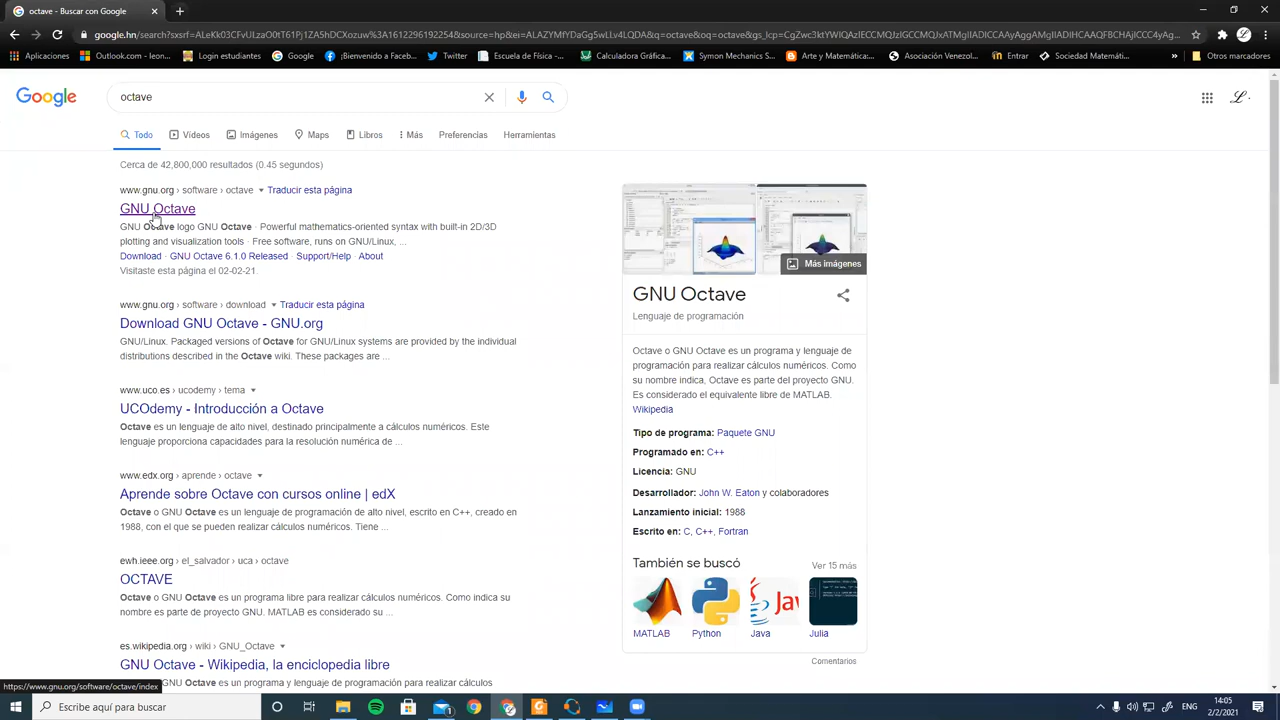 octave - Google Search
google.hn/search?sxsrf=ALeKk03CFvULzaO0tT61Pj1ZA5hDCXozuw%3A1612296192254&source=hp&ei=ALAZYMfYDaGg5wLv4LQDA&q=octave&oq=octave&gs_lcp=
Aplicaciones
Outlook.com - leon...
Login estudiantes
Google
¡Bienvenido a Faceb...
Twitter
Escuela de Física -...
Calculadora Gráfica...
Symon Mechanics S...
Arte y Matemática:...
Asociación Venezol...
Entrar
Sociedad Matemáti...
»
Otros marcadores
Google
octave
Todo Vídeos Imágenes Maps Libros Más Preferencias Herramientas
Cerca de 42,800,000 resultados (0.45 segundos)
www.gnu.org › software › octave Traducir esta página
GNU Octave
GNU Octave logo GNU Octave · Powerful mathematics-oriented syntax with built-in 2D/3D
plotting and visualization tools · Free software, runs on GNU/Linux, ...
Download · GNU Octave 6.1.0 Released · Support/Help · About
Visitaste esta página el 02-02-21.
www.gnu.org › software › download Traducir esta página
Download GNU Octave - GNU.org
GNU/Linux. Packaged versions of Octave for GNU/Linux systems are provided by the individual
distributions described in the Octave wiki. These packages are ...
www.uco.es › ucodemy › tema
UCOdemy - Introducción a Octave
Octave es un lenguaje de alto nivel, destinado principalmente a cálculos numéricos. Este
lenguaje proporciona capacidades para la resolución numérica de ...
www.edx.org › aprende › octave
Aprende sobre Octave con cursos online | edX
Octave o GNU Octave es un lenguaje de programación de alto nivel, escrito en C++, creado en
1988, con el que se pueden realizar cálculos numéricos. Tiene ...
ewh.ieee.org › el_salvador › uca › octave
OCTAVE
Octave o GNU Octave es un programa libre para realizar cálculos numéricos. Como indica su
nombre es parte de proyecto GNU. MATLAB es considerado su ...
es.wikipedia.org › wiki › GNU_Octave
GNU Octave - Wikipedia, la enciclopedia libre
GNU Octave es un programa y lenguaje de programación para realizar cálculos numéricos
Más imágenes
GNU Octave
Lenguaje de programación
Octave o GNU Octave es un programa y lenguaje de
programación para realizar cálculos numéricos. Como
su nombre indica, Octave es parte del proyecto GNU.
Es considerado el equivalente libre de MATLAB.
Wikipedia
Tipo de programa: Paquete GNU
Programado en: C++
Licencia: GNU
Desarrollador: John W. Eaton y colaboradores
Lanzamiento inicial: 1988
Escrito en: C, C++, Fortran
También se buscó
Ver 15 más
Java
MATLAB
Python
Java
Julia
Comentarios
https://www.gnu.org/software/octave/index
Escribe aquí para buscar
14:05
2/2/2021